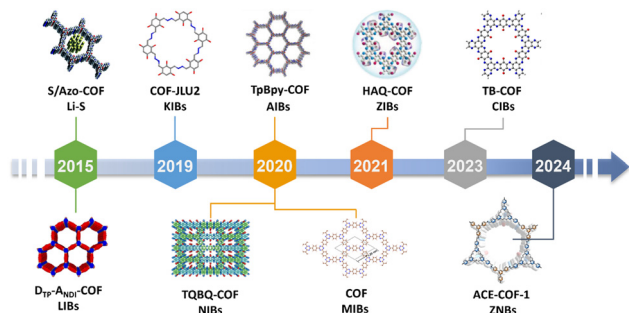 S/Azo-COF
Li-S
COF-JLU2
KIBs
TpBpy-COF
AIBs
HAQ-COF
ZIBs
TB-COF
CIBs
2015
2019
2020
2021
2023
2024
DTP-ANDI-COF
LIBs
TQBQ-COF
NIBs
COF
MIBs
ACE-COF-1
ZNBs